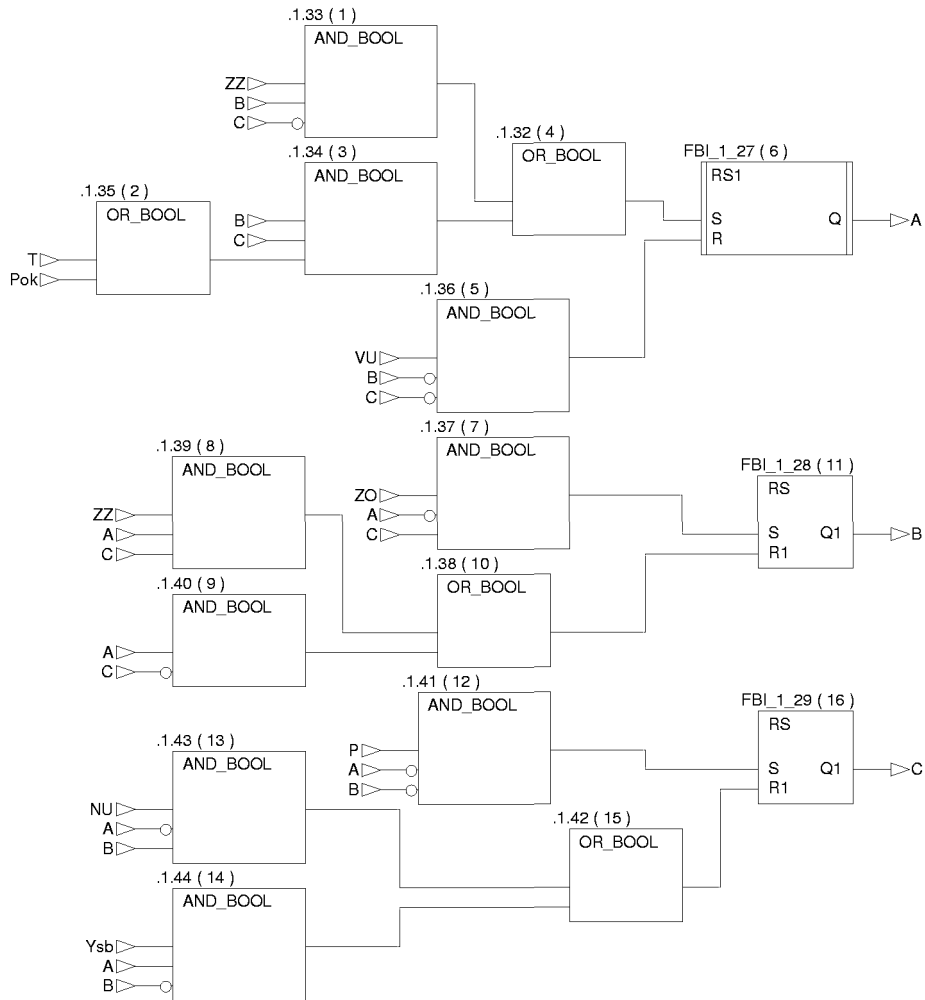 .1.33 ( 1 )
AND_BOOL
ZZ
B
C
.1.34 ( 3 )
AND_BOOL
B
C
.1.35 ( 2 )
OR_BOOL
T
Pok
.1.32 ( 4 )
OR_BOOL
FBI_1_27 ( 6 )
RS1
S Q
R
A
.1.36 ( 5 )
AND_BOOL
VU
B
C
.1.37 ( 7 )
AND_BOOL
ZO
A
C
.1.39 ( 8 )
AND_BOOL
ZZ
A
C
FBI_1_28 ( 11 )
RS
S Q1
R1
B
.1.38 ( 10 )
OR_BOOL
.1.40 ( 9 )
AND_BOOL
A
C
.1.41 ( 12 )
AND_BOOL
P
A
B
FBI_1_29 ( 16 )
RS
S Q1
R1
C
.1.43 ( 13 )
AND_BOOL
NU
A
B
.1.42 ( 15 )
OR_BOOL
.1.44 ( 14 )
AND_BOOL
Ysb
A
B